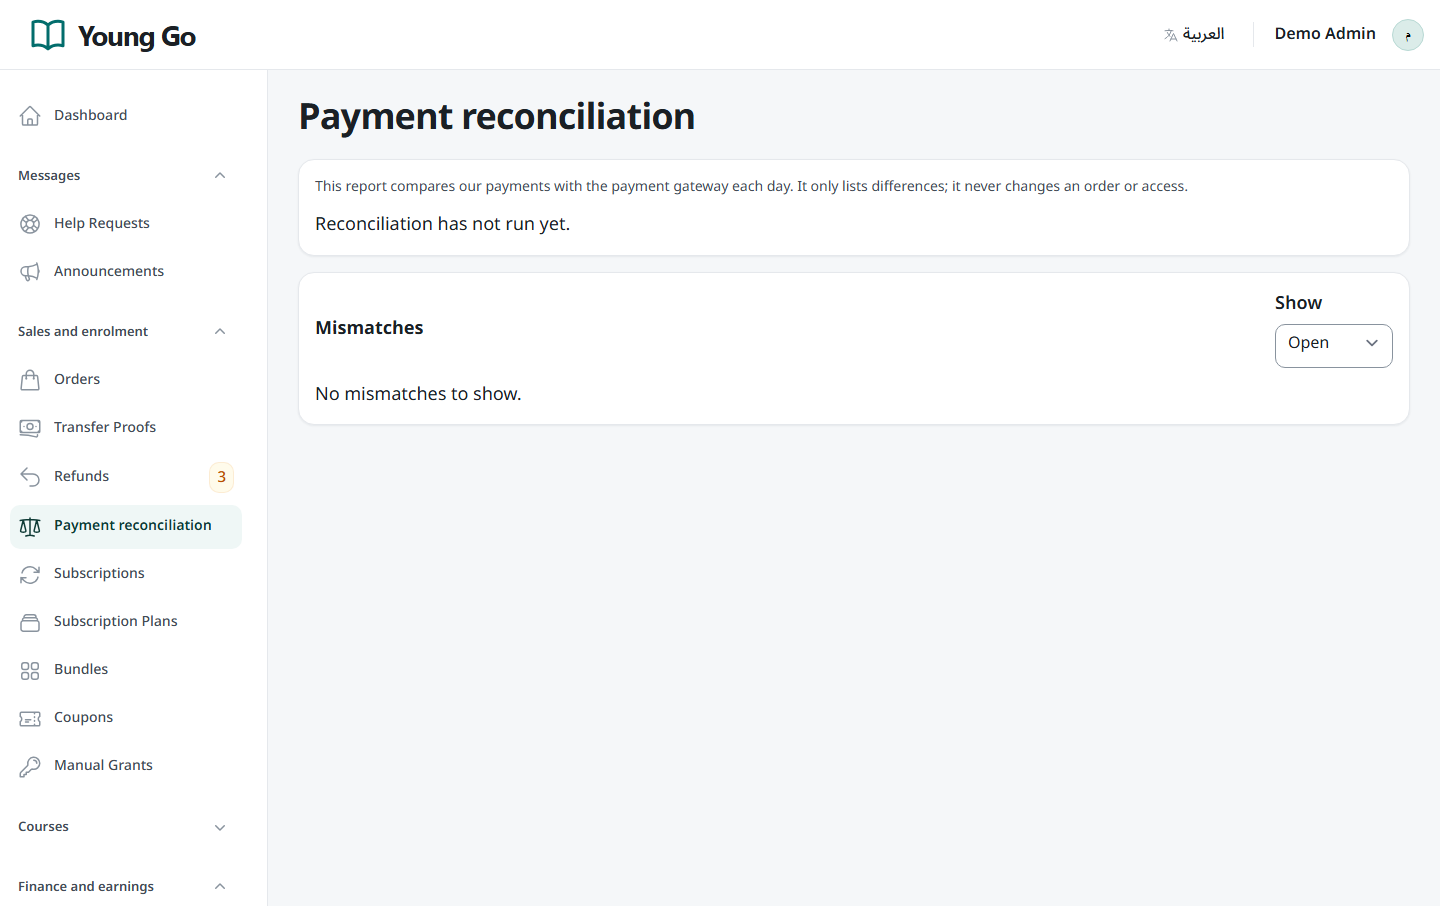 Young Go
العربية
Demo Admin
م
Dashboard
Messages
Help Requests
Announcements
Sales and enrolment
Orders
Transfer Proofs
Refunds
3
Payment reconciliation
Subscriptions
Subscription Plans
Bundles
Coupons
Manual Grants
Courses
Finance and earnings
Payment reconciliation
This report compares our payments with the payment gateway each day. It only lists differences; it never changes an order or access.
Reconciliation has not run yet.
Mismatches
Show
Open
No mismatches to show.